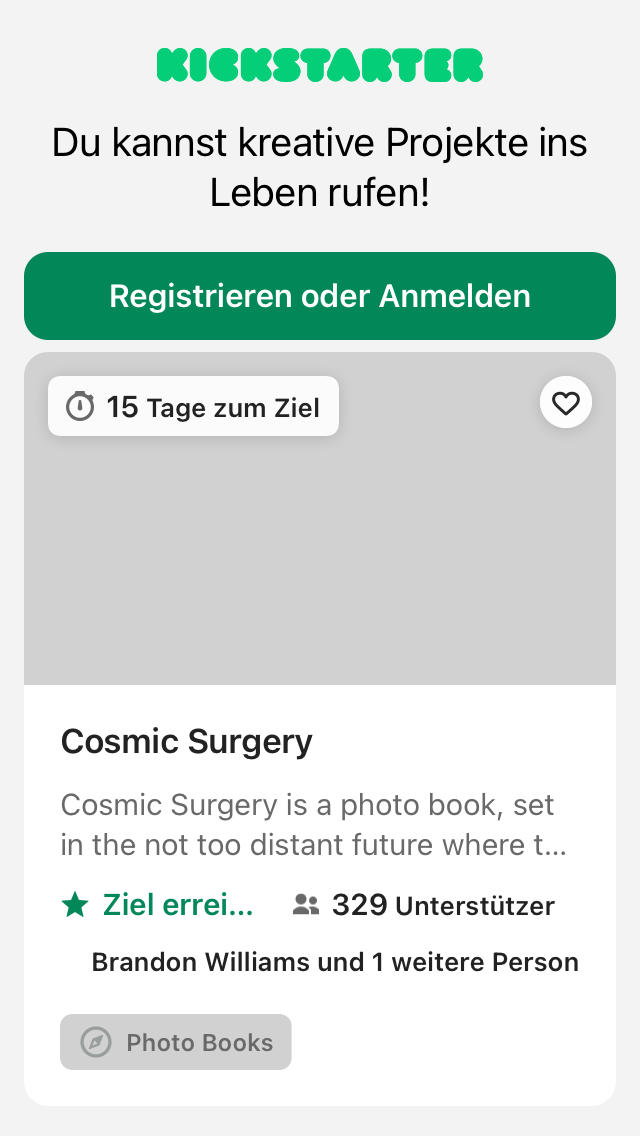 KICKSTARTER
Du kannst kreative Projekte ins
Leben rufen!
Registrieren oder Anmelden
15 Tage zum Ziel
Cosmic Surgery
Cosmic Surgery is a photo book, set
in the not too distant future where t…
Ziel errei…
329 Unterstützer
Brandon Williams und 1 weitere Person
Photo Books